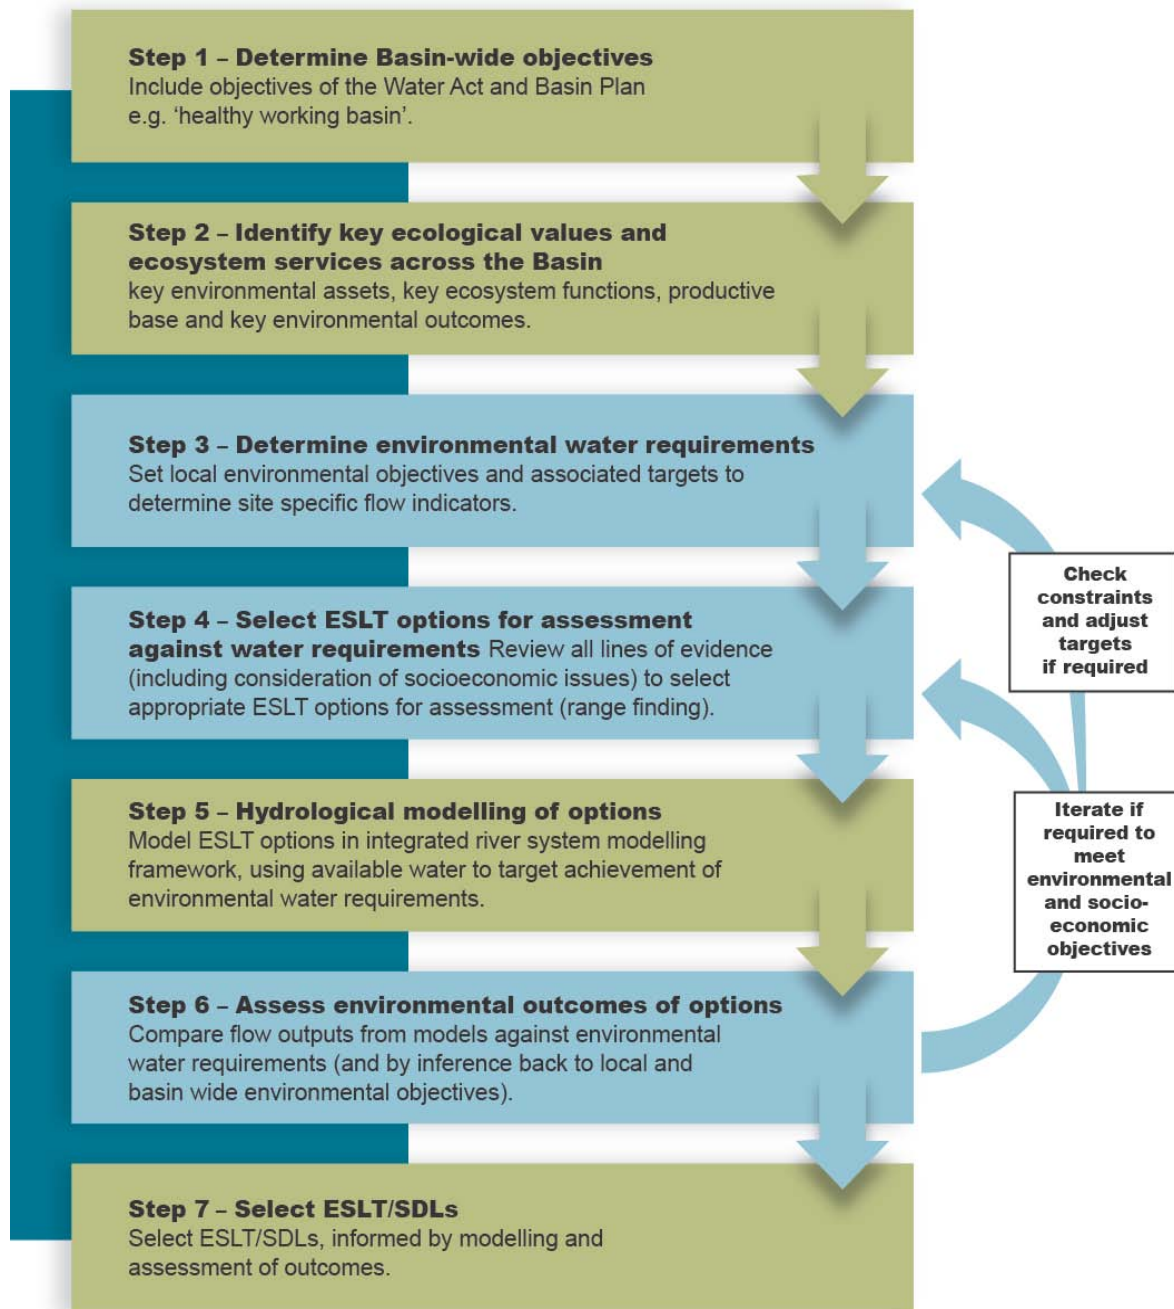 Step 1 – Determine Basin-wide objectives
Include objectives of the Water Act and Basin Plan
e.g. ‘healthy working basin’.
Step 2 – Identify key ecological values and
ecosystem services across the Basin
key environmental assets, key ecosystem functions, productive
base and key environmental outcomes.
Step 3 – Determine environmental water requirements
Set local environmental objectives and associated targets to
determine site specific flow indicators.
Step 4 – Select ESLT options for assessment
against water requirements Review all lines of evidence
(including consideration of socioeconomic issues) to select
appropriate ESLT options for assessment (range finding).
Step 5 – Hydrological modelling of options
Model ESLT options in integrated river system modelling
framework, using available water to target achievement of
environmental water requirements.
Step 6 – Assess environmental outcomes of options
Compare flow outputs from models against environmental
water requirements (and by inference back to local and
basin wide environmental objectives).
Step 7 – Select ESLT/SDLs
Select ESLT/SDLs, informed by modelling and
assessment of outcomes.
Check
constraints
and adjust
targets
if required
Iterate if
required to
meet
environmental
and socio-
economic
objectives